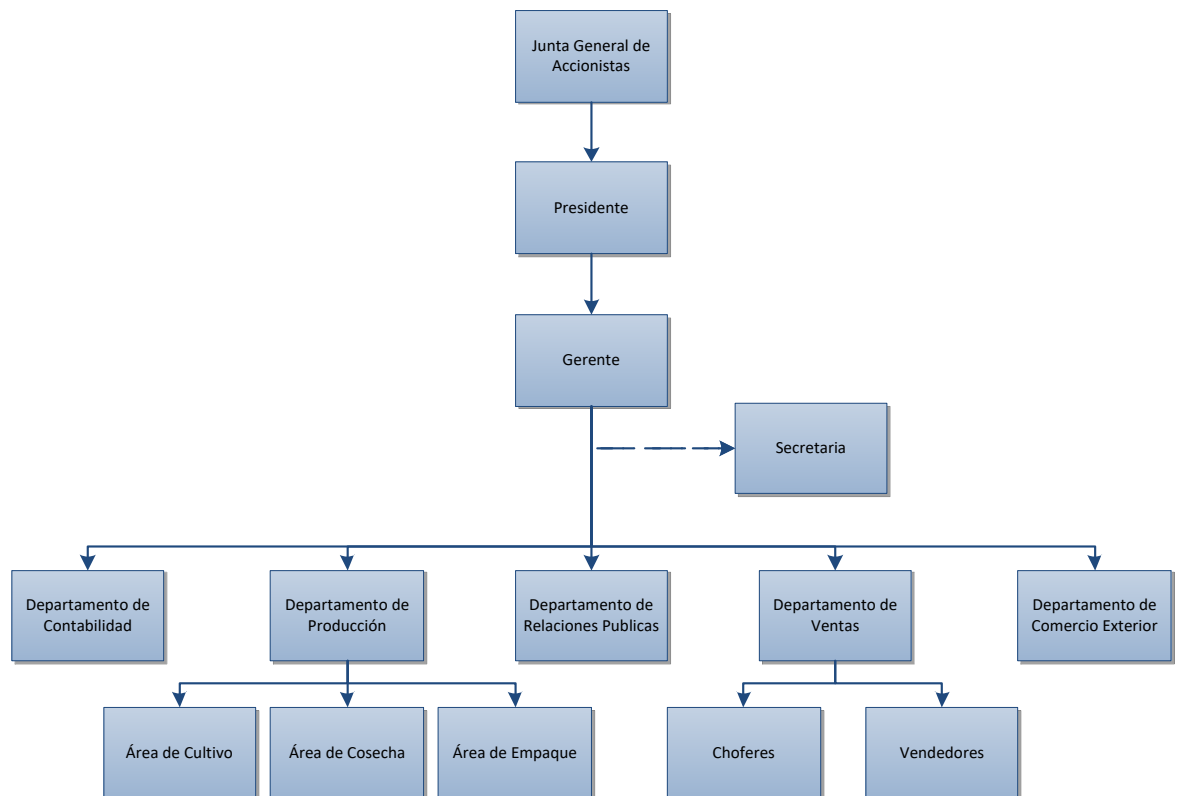 Junta General de
Accionistas
Presidente
Gerente
Secretaria
Departamento de
Contabilidad
Departamento de
Producción
Departamento de
Relaciones Publicas
Departamento de
Ventas
Departamento de
Comercio Exterior
Área de Cultivo
Área de Cosecha
Área de Empaque
Choferes
Vendedores